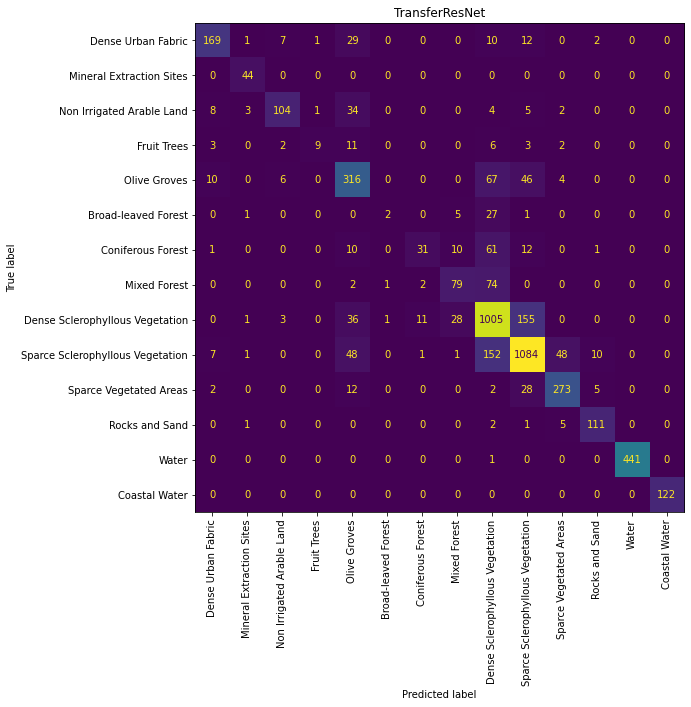 TransferResNet
True label
Dense Urban Fabric 169 1 7 1 29 0 0 0 10 12 0 2 0 0
Mineral Extraction Sites 0 44 0 0 0 0 0 0 0 0 0 0 0 0
Non Irrigated Arable Land 8 3 104 1 34 0 0 0 4 5 2 0 0 0
Fruit Trees 3 0 2 9 11 0 0 0 6 3 2 0 0 0
Olive Groves 10 0 6 0 316 0 0 0 67 46 4 0 0 0
Broad-leaved Forest 0 1 0 0 0 2 0 5 27 1 0 0 0 0
Coniferous Forest 1 0 0 0 10 0 31 10 61 12 0 1 0 0
Mixed Forest 0 0 0 0 2 1 2 79 74 0 0 0 0 0
Dense Sclerophyllous Vegetation 0 1 3 0 36 1 11 28 1005 155 0 0 0 0
Sparce Sclerophyllous Vegetation 7 1 0 0 48 0 1 1 152 1084 48 10 0 0
Sparce Vegetated Areas 2 0 0 0 12 0 0 0 2 28 273 5 0 0
Rocks and Sand 0 1 0 0 0 0 0 0 2 1 5 111 0 0
Water 0 0 0 0 0 0 0 0 1 0 0 0 441 0
Coastal Water 0 0 0 0 0 0 0 0 0 0 0 0 0 122
Dense Urban Fabric
Mineral Extraction Sites
Non Irrigated Arable Land
Fruit Trees
Olive Groves
Broad-leaved Forest
Coniferous Forest
Mixed Forest
Dense Sclerophyllous Vegetation
Sparce Sclerophyllous Vegetation
Sparce Vegetated Areas
Rocks and Sand
Water
Coastal Water
Predicted label